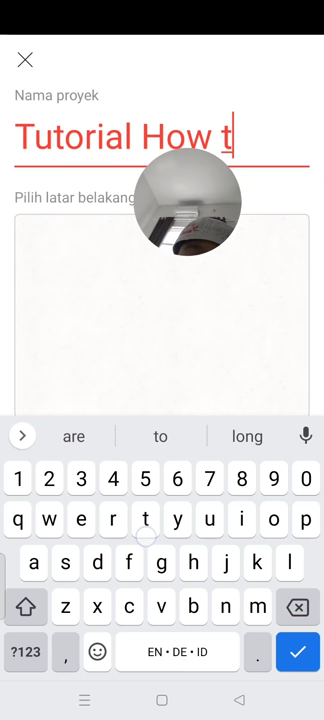 Nama proyek
Tutorial How t
Pilih latar belakang
are to long
1 2 3 4 5 6 7 8 9 0
q w e r t y u i o p
a s d f g h j k l
z x c v b n m
?123 , EN • DE • ID .